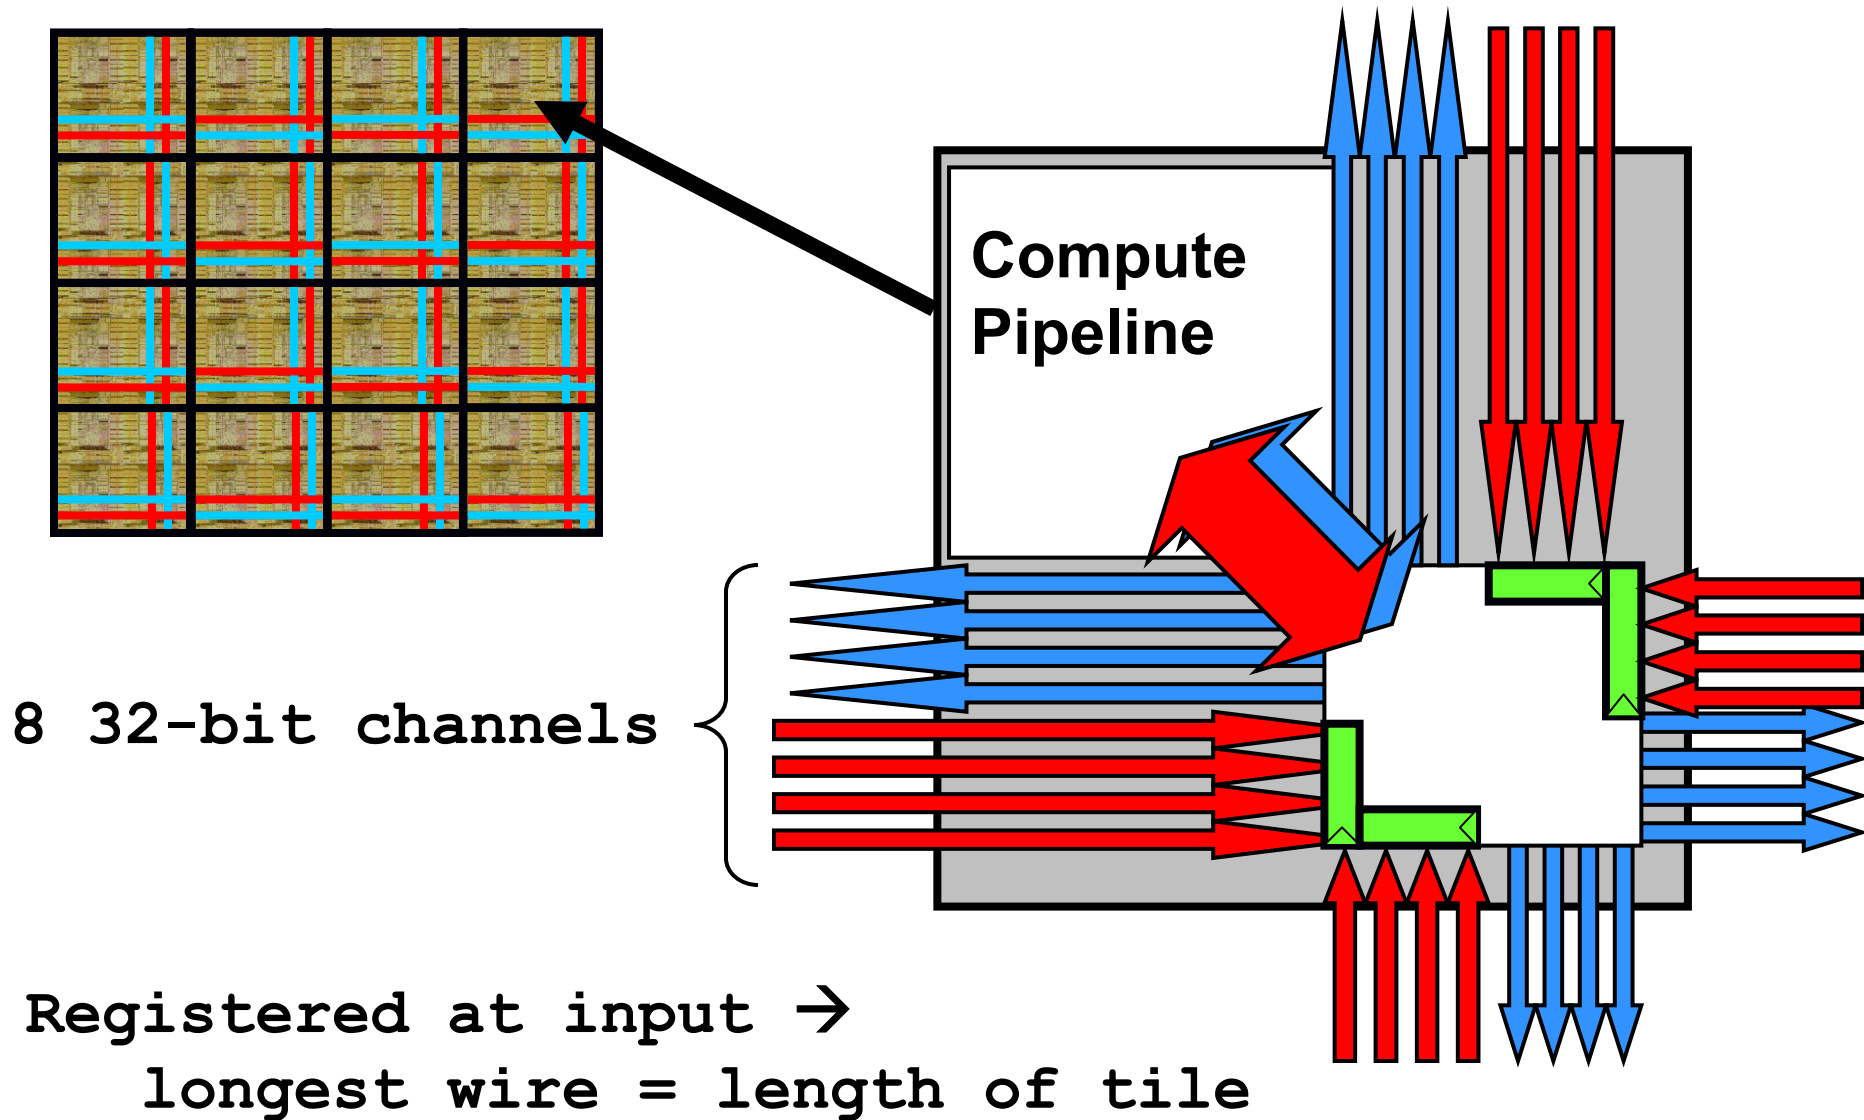 Compute
Pipeline
8 32-bit channels
Registered at input →
longest wire = length of tile